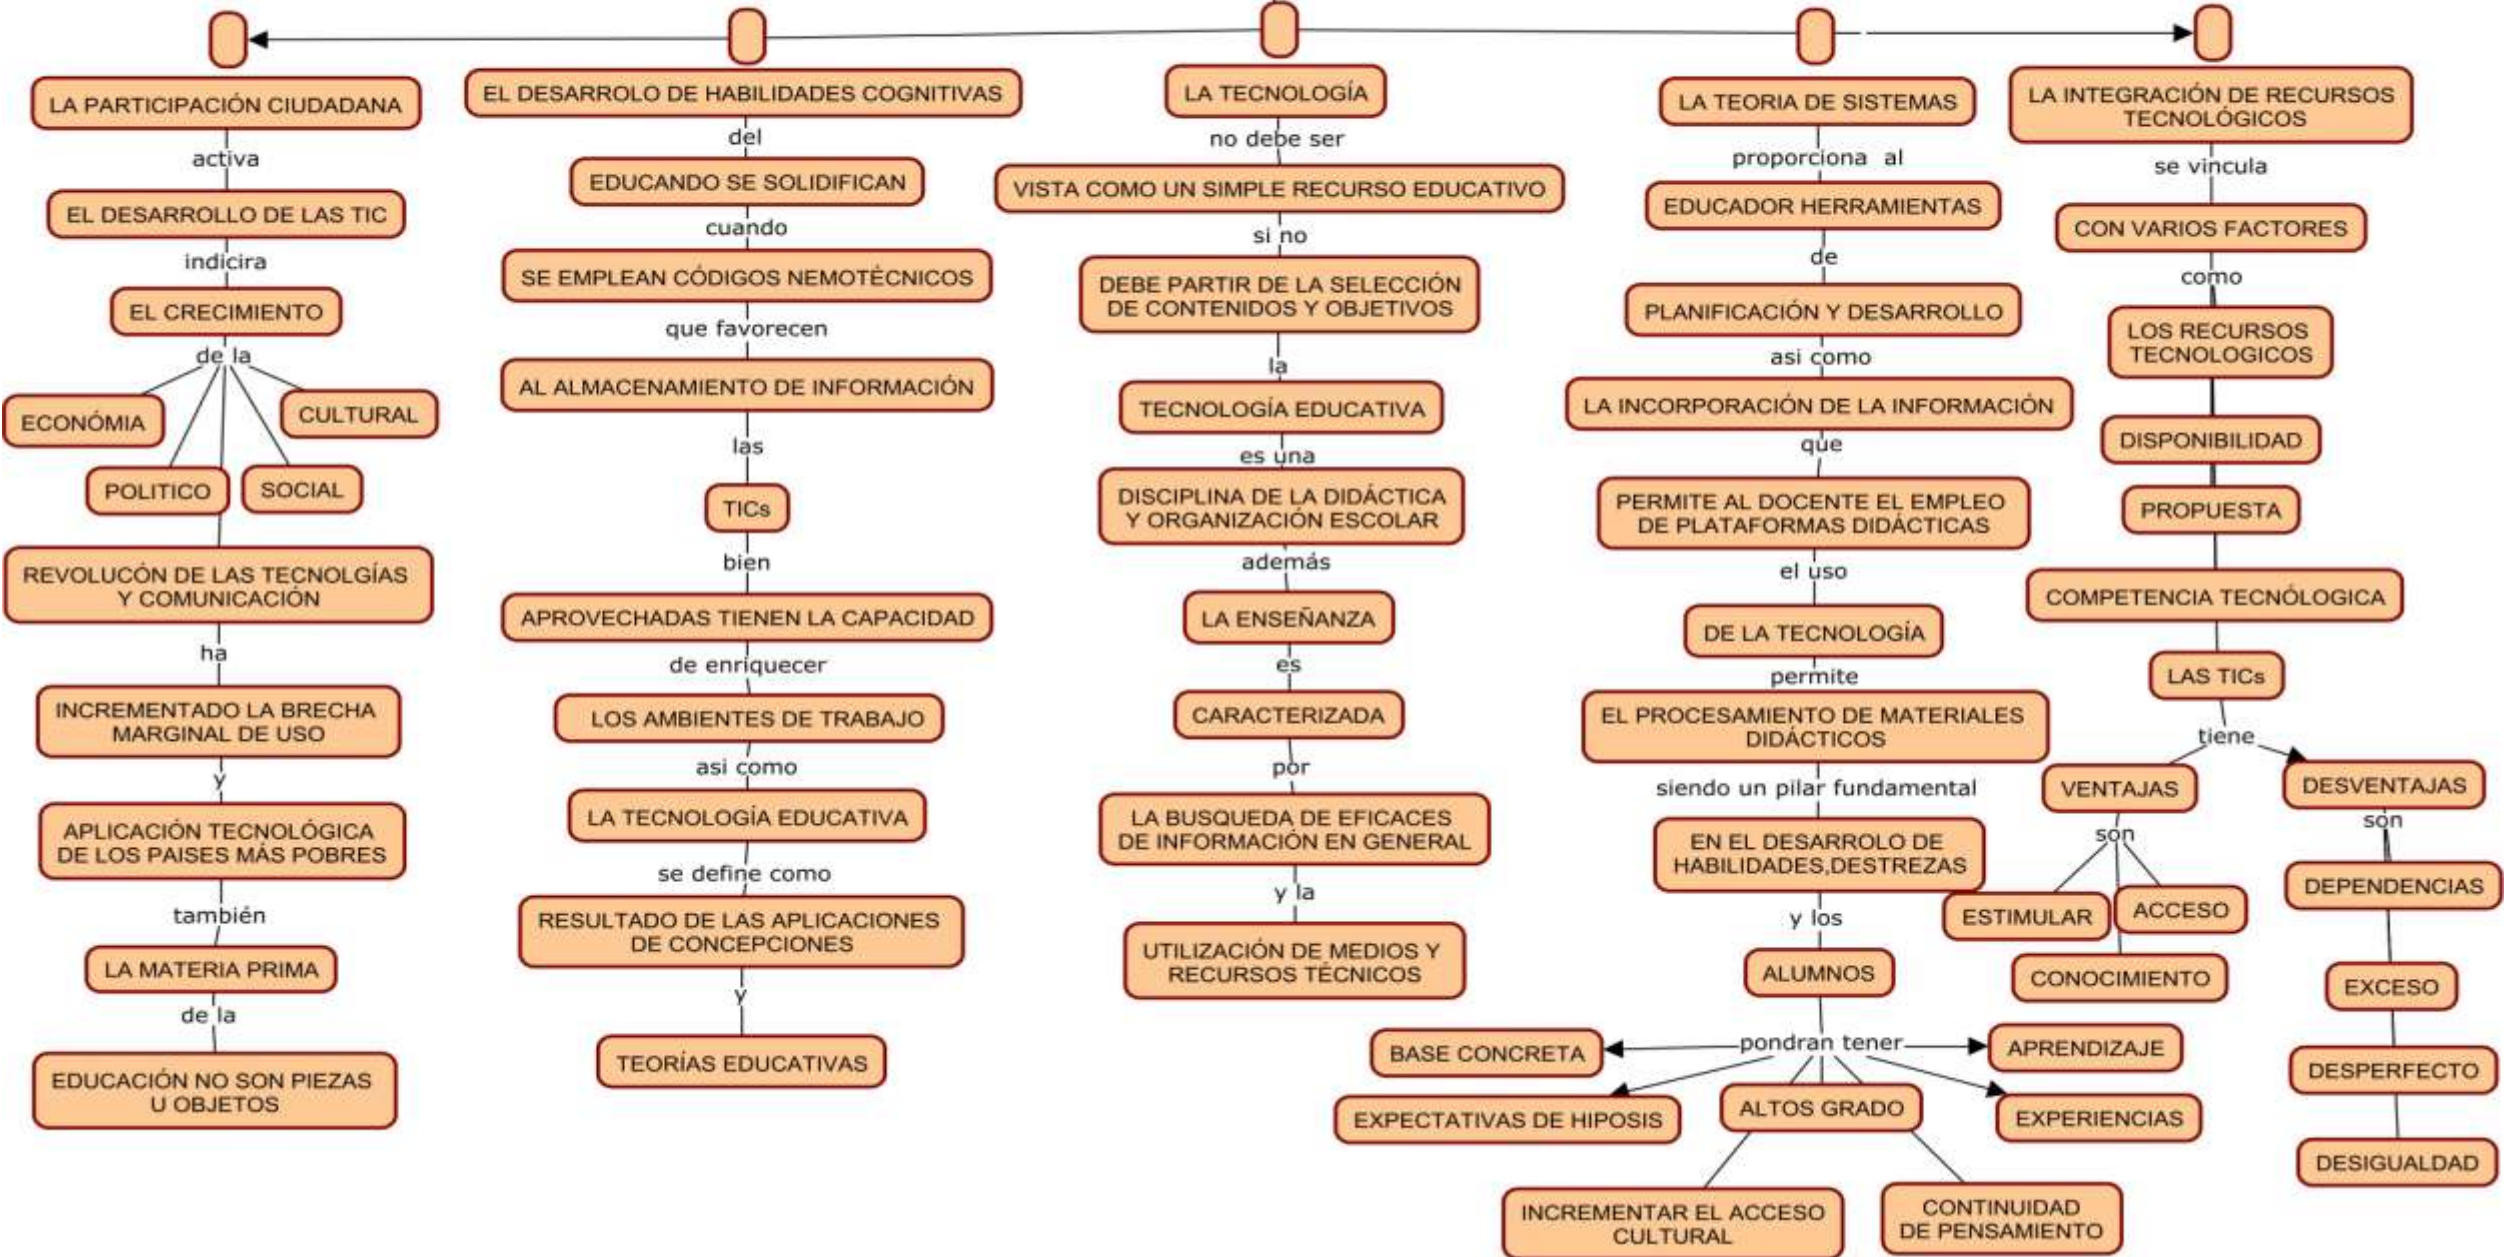 LA PARTICIPACIÓN CIUDADANA
activa
EL DESARROLLO DE LAS TIC
indicira
EL CRECIMIENTO
de la
ECONÓMIA
CULTURAL
POLITICO
SOCIAL
REVOLUCÓN DE LAS TECNOLGÍAS
Y COMUNICACIÓN
ha
INCREMENTADO LA BRECHA
MARGINAL DE USO
y
APLICACIÓN TECNOLÓGICA
DE LOS PAISES MÁS POBRES
también
LA MATERIA PRIMA
de la
EDUCACIÓN NO SON PIEZAS
U OBJETOS
EL DESARROLO DE HABILIDADES COGNITIVAS
del
EDUCANDO SE SOLIDIFICAN
cuando
SE EMPLEAN CÓDIGOS NEMOTÉCNICOS
que favorecen
AL ALMACENAMIENTO DE INFORMACIÓN
las
TICs
bien
APROVECHADAS TIENEN LA CAPACIDAD
de enriquecer
LOS AMBIENTES DE TRABAJO
asi como
LA TECNOLOGÍA EDUCATIVA
se define como
RESULTADO DE LAS APLICACIONES
DE CONCEPCIONES
y
TEORÍAS EDUCATIVAS
LA TECNOLOGÍA
no debe ser
VISTA COMO UN SIMPLE RECURSO EDUCATIVO
si no
DEBE PARTIR DE LA SELECCIÓN
DE CONTENIDOS Y OBJETIVOS
la
TECNOLOGÍA EDUCATIVA
es una
DISCIPLINA DE LA DIDÁCTICA
Y ORGANIZACIÓN ESCOLAR
además
LA ENSEÑANZA
es
CARACTERIZADA
por
LA BUSQUEDA DE EFICACES
DE INFORMACIÓN EN GENERAL
y la
UTILIZACIÓN DE MEDIOS Y
RECURSOS TÉCNICOS
LA TEORIA DE SISTEMAS
proporciona al
EDUCADOR HERRAMIENTAS
de
PLANIFICACIÓN Y DESARROLLO
asi como
LA INCORPORACIÓN DE LA INFORMACIÓN
que
PERMITE AL DOCENTE EL EMPLEO
DE PLATAFORMAS DIDÁCTICAS
el uso
DE LA TECNOLOGÍA
permite
EL PROCESAMIENTO DE MATERIALES
DIDÁCTICOS
siendo un pilar fundamental
EN EL DESARROLO DE
HABILIDADES,DESTREZAS
y los
ALUMNOS
pondran tener
BASE CONCRETA
APRENDIZAJE
EXPECTATIVAS DE HIPOSIS
ALTOS GRADO
EXPERIENCIAS
INCREMENTAR EL ACCESO
CULTURAL
CONTINUIDAD
DE PENSAMIENTO
LA INTEGRACIÓN DE RECURSOS
TECNOLÓGICOS
se vincula
CON VARIOS FACTORES
como
LOS RECURSOS
TECNOLOGICOS
DISPONIBILIDAD
PROPUESTA
COMPETENCIA TECNÓLOGICA
LAS TICs
tiene
VENTAJAS
son
ESTIMULAR
ACCESO
CONOCIMIENTO
DESVENTAJAS
son
DEPENDENCIAS
EXCESO
DESPERFECTO
DESIGUALDAD